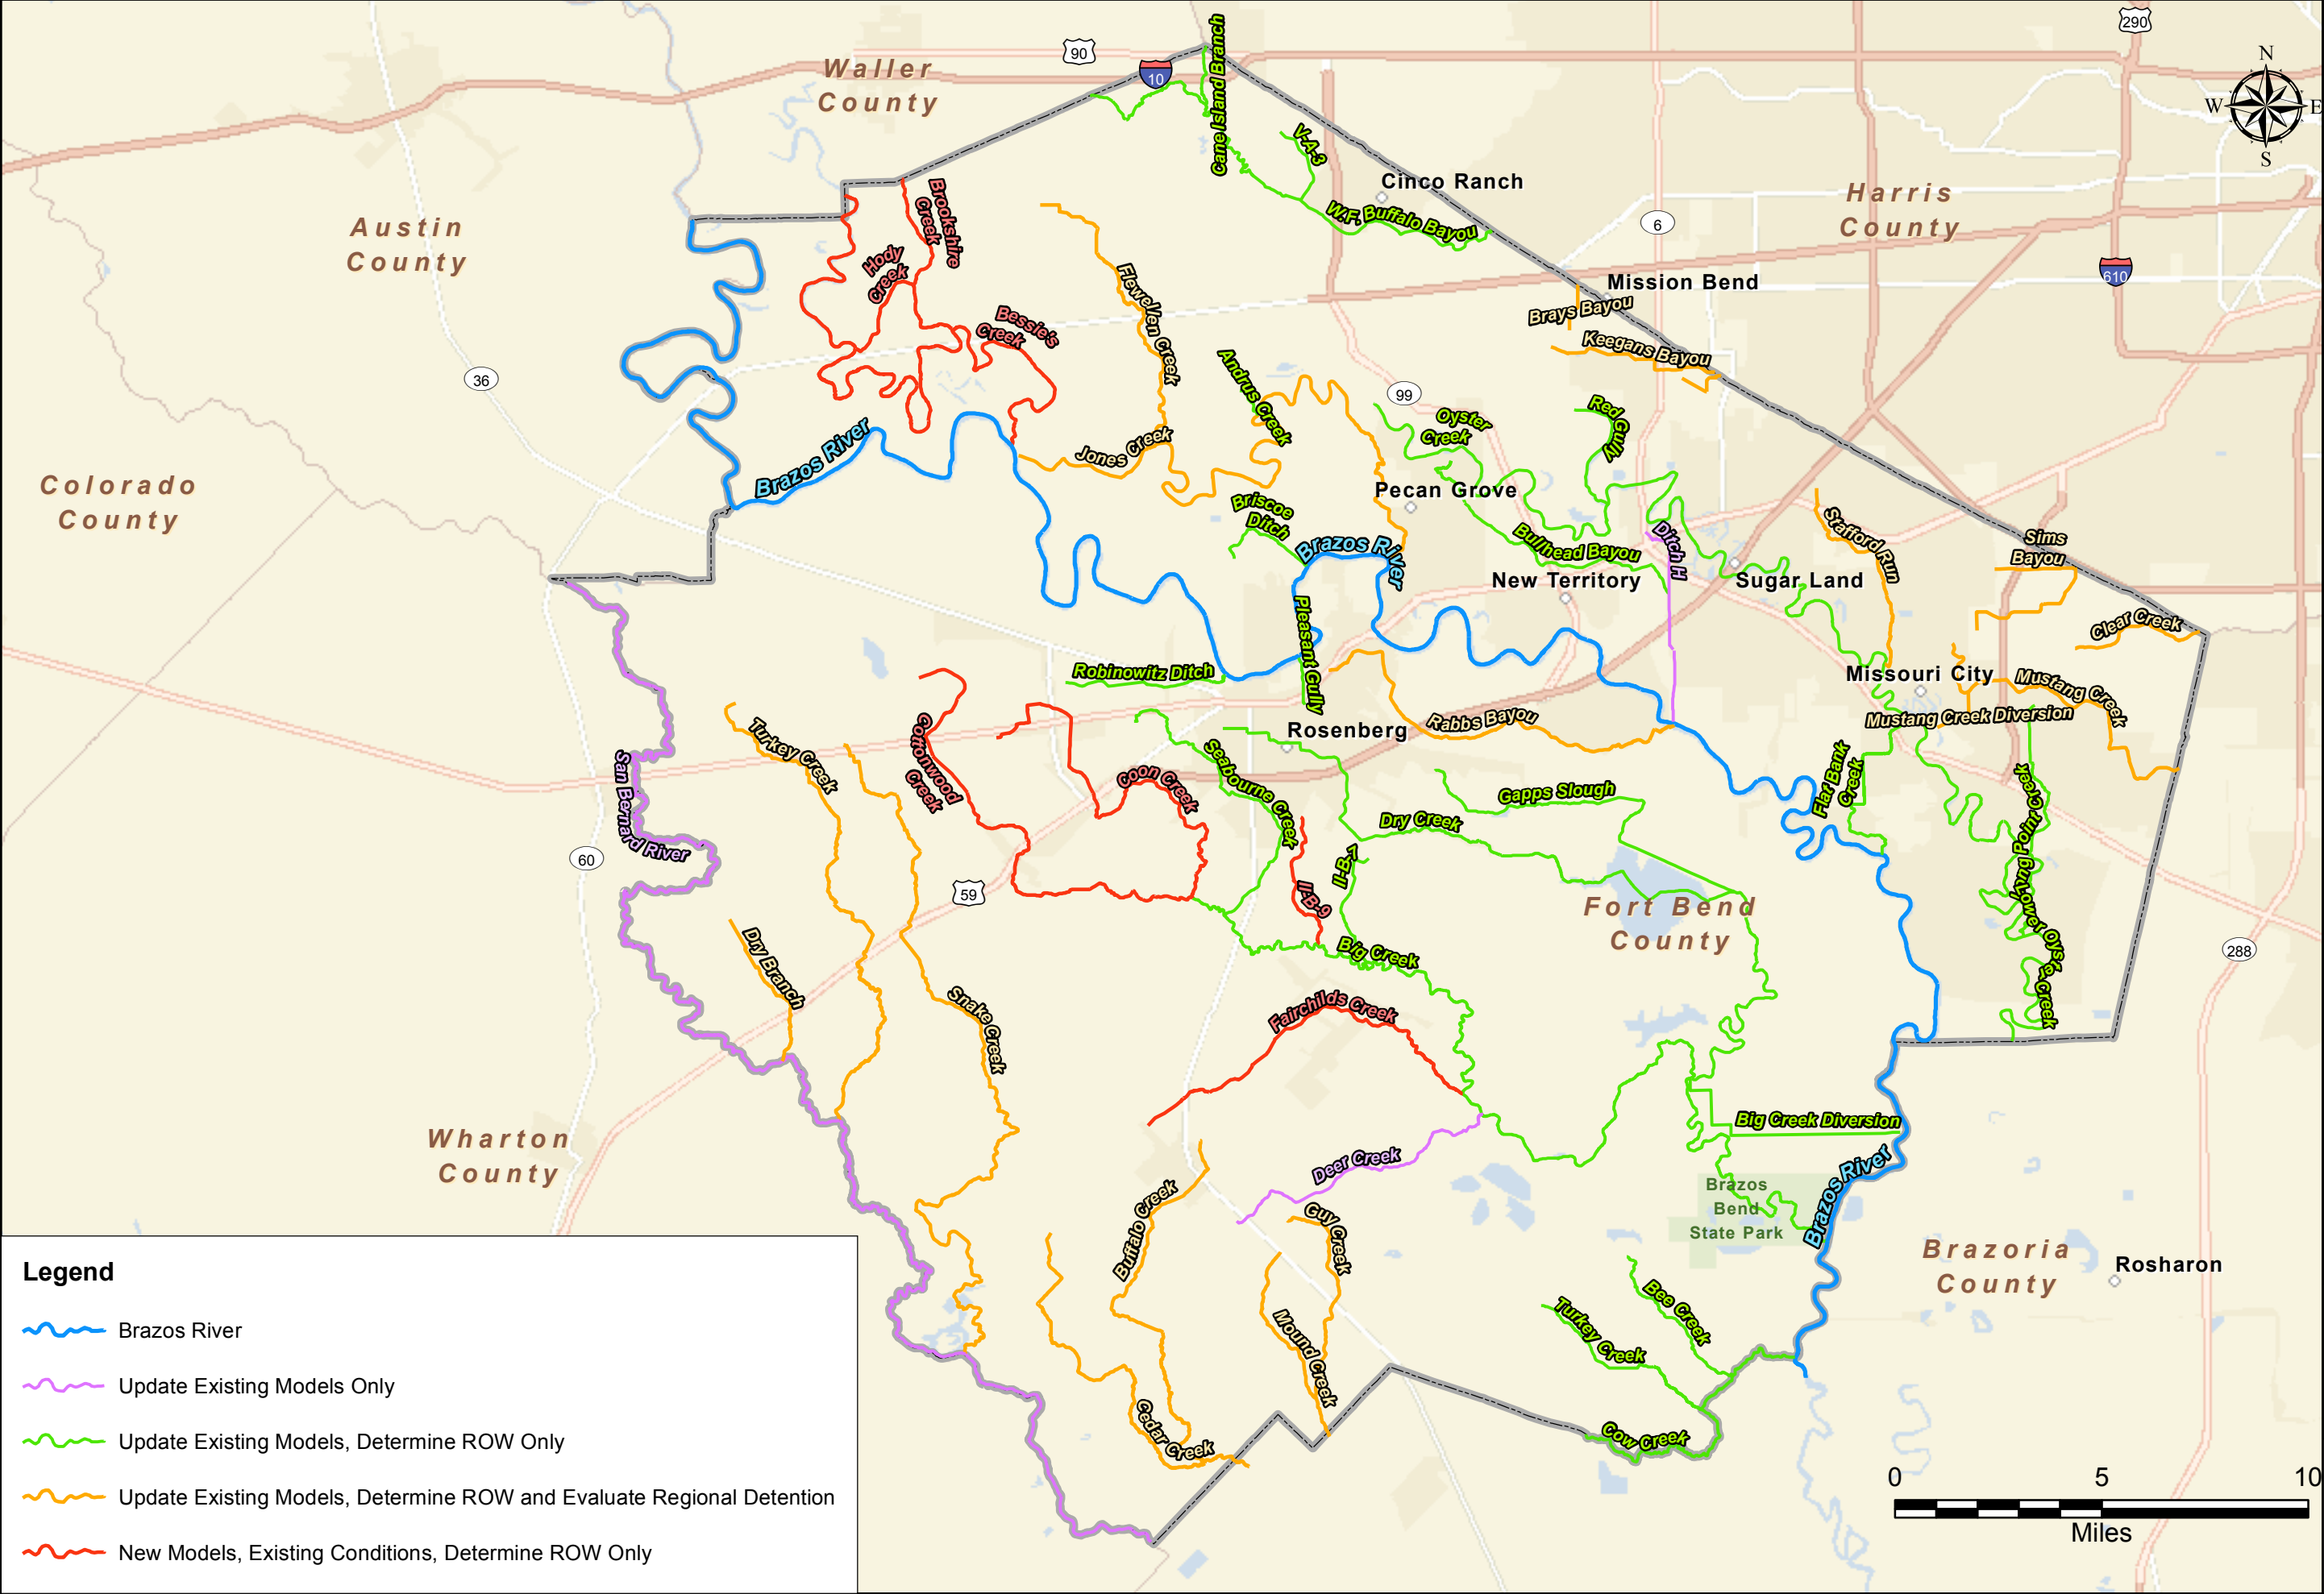 290
90
N
Waller
County
10
Cane Island Branch
W
E
S
V-A-3
Cinco Ranch
Harris
County
Brookshire
Creek
W.F. Buffalo Bayou
6
Austin
County
Hody
Creek
610
Mission Bend
Flewellen Creek
Brays Bayou
Bessie's
Creek
Keegans Bayou
36
Andrus Creek
99
Oyster
Creek
Red
Gully
Brazos River
Jones Creek
Colorado
County
Pecan Grove
Briscoe
Ditch
Stafford Run
Brazos River
Bullhead Bayou
Ditch H
Sims
Bayou
New Territory
Sugar Land
Pleasant Gully
Clear Creek
Robinowitz Ditch
Missouri City
Mustang Creek
Mustang Creek Diversion
Rabbs Bayou
Rosenberg
Turkey Creek
Cottonwood
Creek
San Bernard River
Coon Creek
Seabourne Creek
Flat Bank
Creek
Gapps Slough
Dry Creek
Long Point Creek
60
II-B-7
59
II-B-9
Fort Bend
County
Lower Oyster Creek
Dry Branch
Big Creek
288
Snake Creek
Fairchilds Creek
Big Creek Diversion
Wharton
County
Deer Creek
Brazos River
Brazos
Bend
State Park
Buffalo Creek
Guy Creek
Brazoria
County
Rosharon
Legend
Bee Creek
Turkey Creek
Mound Creek
Brazos River
Update Existing Models Only
Cedar Creek
Cow Creek
Update Existing Models, Determine ROW Only
0 5 10
Update Existing Models, Determine ROW and Evaluate Regional Detention
Miles
New Models, Existing Conditions, Determine ROW Only